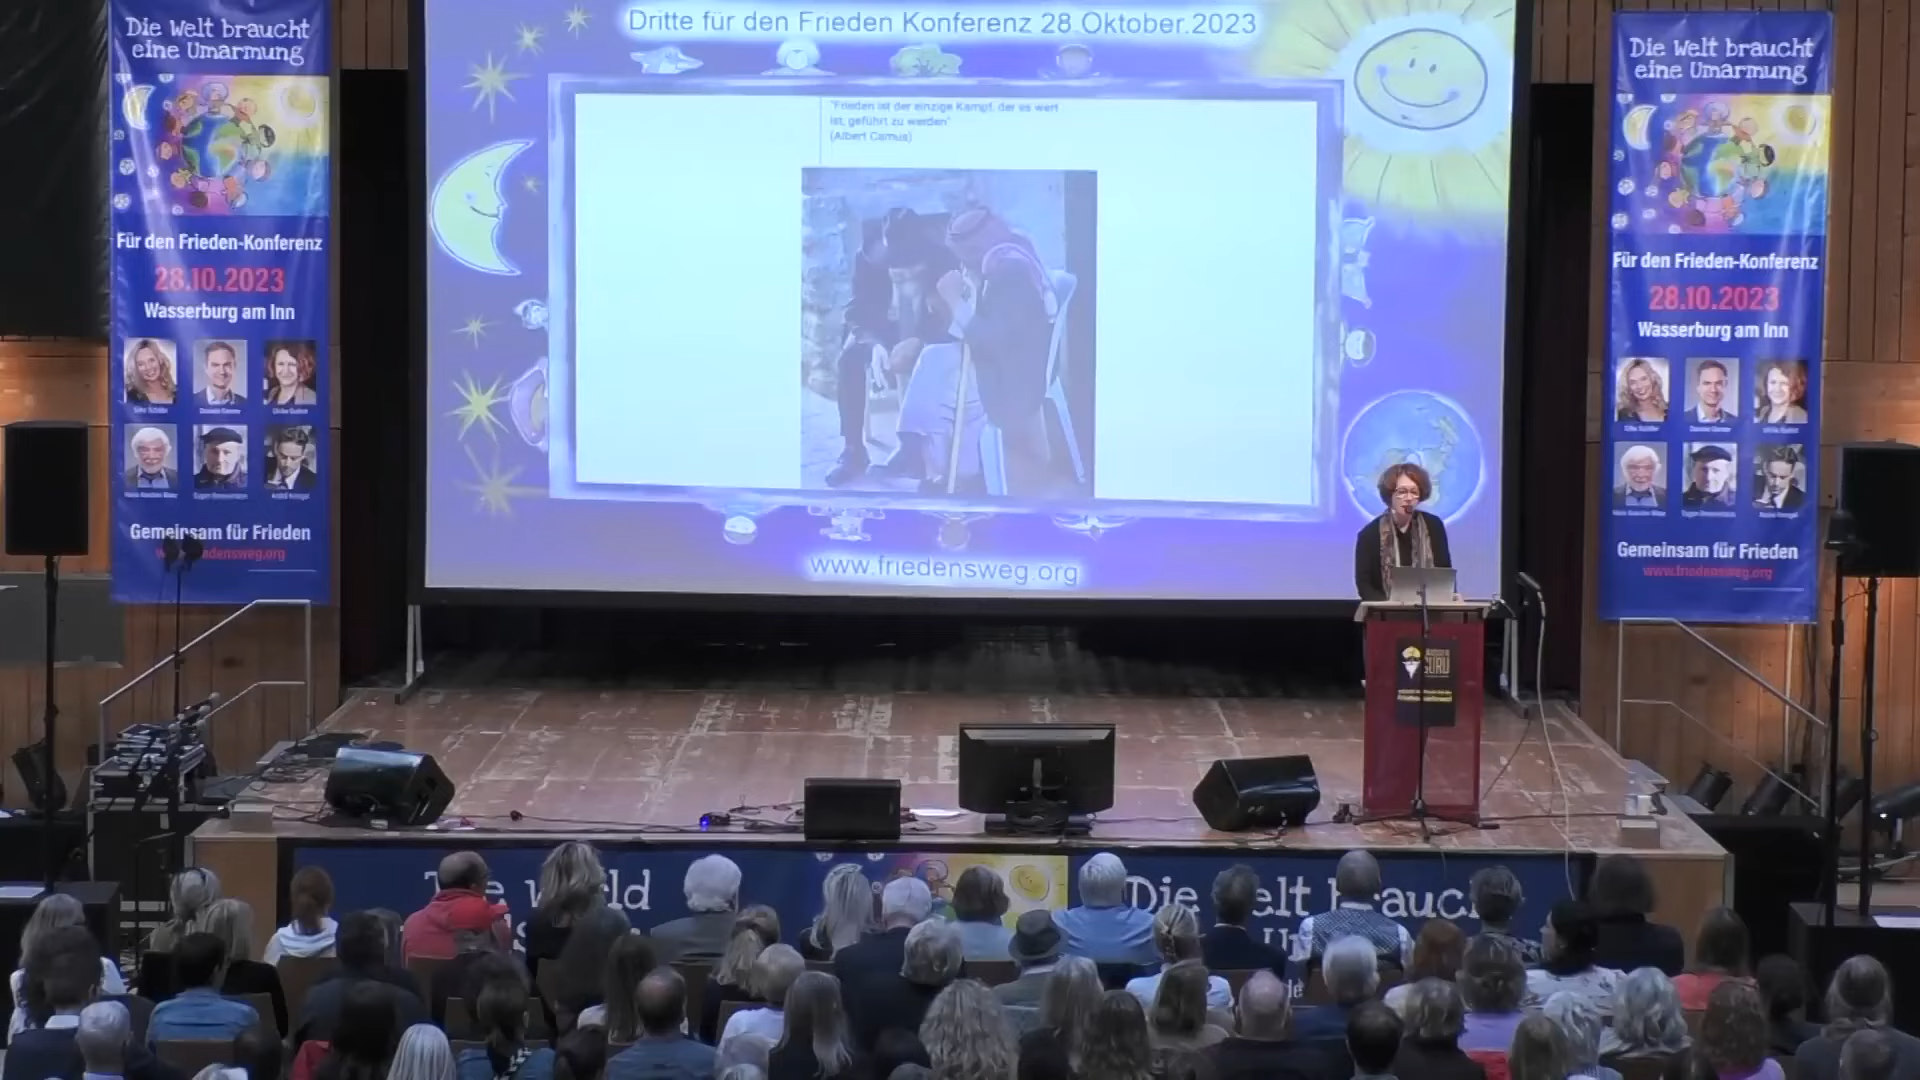 Dritte für den Frieden Konferenz 28.Oktober.2023
"Frieden ist der einzige Kampf, der es wert
ist, geführt zu werden"
(Albert Camus)
www.friedensweg.org
Die Welt braucht
eine Umarmung
Für den Frieden-Konferenz
28.10.2023
Wasserburg am Inn
Gemeinsam für Frieden
Die Welt braucht
eine Umarmung
Für den Frieden-Konferenz
28.10.2023
Wasserburg am Inn
Gemeinsam für Frieden
www.friedensweg.org
GURU
Die